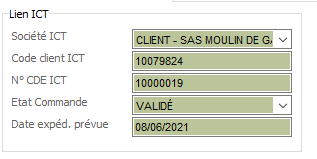 Lien ICT
Société ICT CLIENT - SAS MOULIN DE
Code client ICT 10079824
N° CDE ICT 10000019
Etat Commande VALIDÉ
Date expéd. prévue 08/06/2021